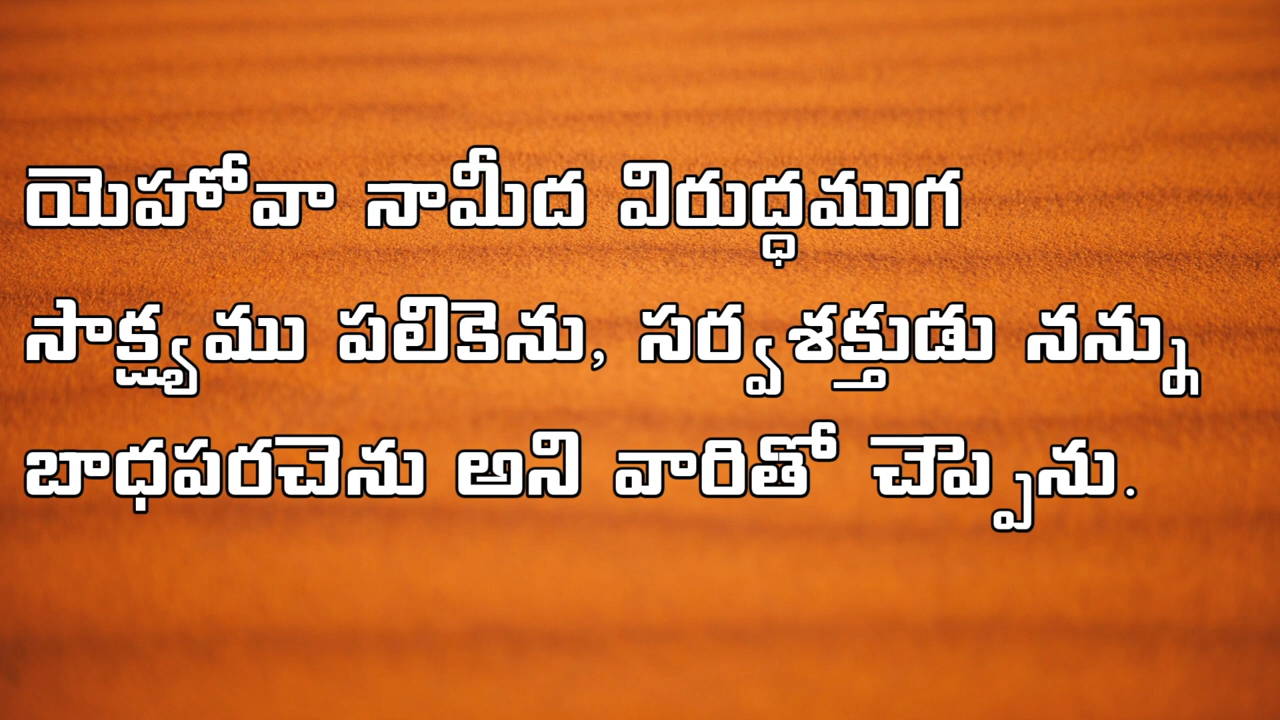 యెహోవా నామీద విరుద్ధముగ
సాక్ష్యము పలికెను, సర్వశక్తుడు నన్ను
బాధపరచెను అని వారితో చెప్పెను.